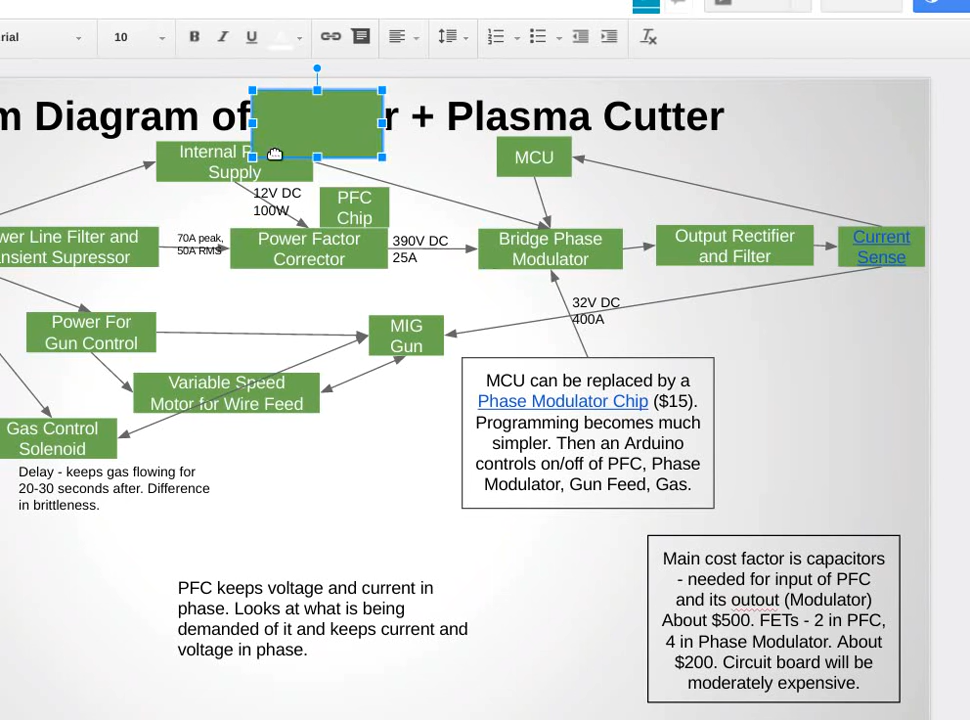 rial
10
B I U
m Diagram of r + Plasma Cutter
Internal P
Supply
MCU
12V DC
100W
PFC
Chip
wer Line Filter and
ansient Supressor
70A peak,
50A RMS
Power Factor
Corrector
390V DC
25A
Bridge Phase
Modulator
Output Rectifier
and Filter
Current
Sense
Power For
Gun Control
MIG
Gun
32V DC
400A
Variable Speed
Motor for Wire Feed
Gas Control
Solenoid
Delay - keeps gas flowing for
20-30 seconds after. Difference
in brittleness.
MCU can be replaced by a
Phase Modulator Chip ($15).
Programming becomes much
simpler. Then an Arduino
controls on/off of PFC, Phase
Modulator, Gun Feed, Gas.
PFC keeps voltage and current in
phase. Looks at what is being
demanded of it and keeps current and
voltage in phase.
Main cost factor is capacitors
- needed for input of PFC
and its outout (Modulator)
About $500. FETs - 2 in PFC,
4 in Phase Modulator. About
$200. Circuit board will be
moderately expensive.